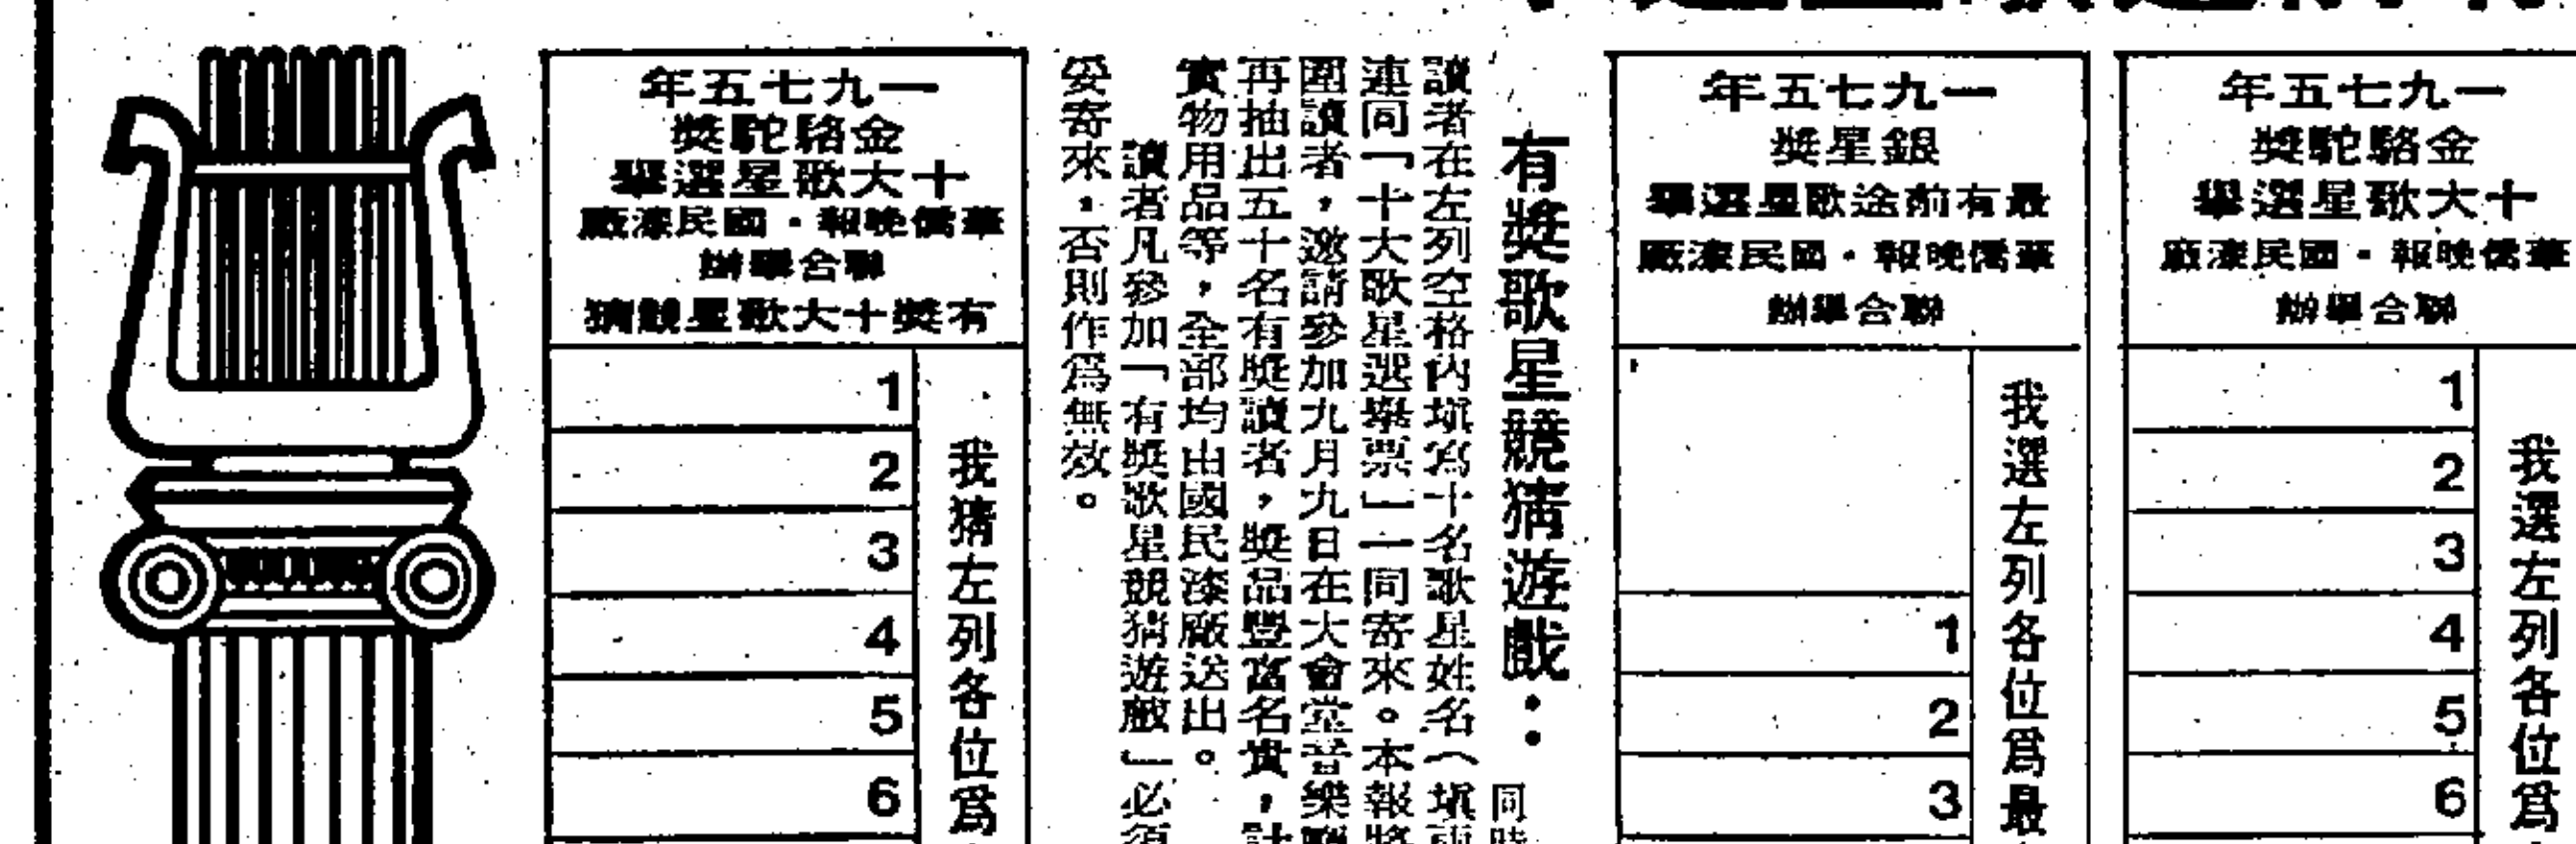 一九七五年
金駱駝獎
十大歌星選舉
華僑晚報・國民漆廠
聯合舉辦
我選左列各位爲
1
2
3
4
5
6
一九七五年
銀星獎
最有前途歌星選舉
華僑晚報・國民漆廠
聯合舉辦
我選左列各位爲最
1
2
3
有獎歌星競猜遊戲：
同時
讀者在左列空格內塡寫十名歌星姓名（塡
連同「十大歌星選舉票」一同寄來。本報將
圍讀者，邀請參加九月九日在大會堂音樂廳
再抽出五十名有獎讀者，獎品豐富名貴，計
實物用品等，全部均由國民漆廠送出。
讀者凡參加「有獎歌星競猜遊戲」必須
妥寄來，否則作爲無效。
一九七五年
金駱駝獎
十大歌星選舉
華僑晚報・國民漆廠
聯合舉辦
有獎十大歌星競猜
我猜左列各位爲
1
2
3
4
5
6